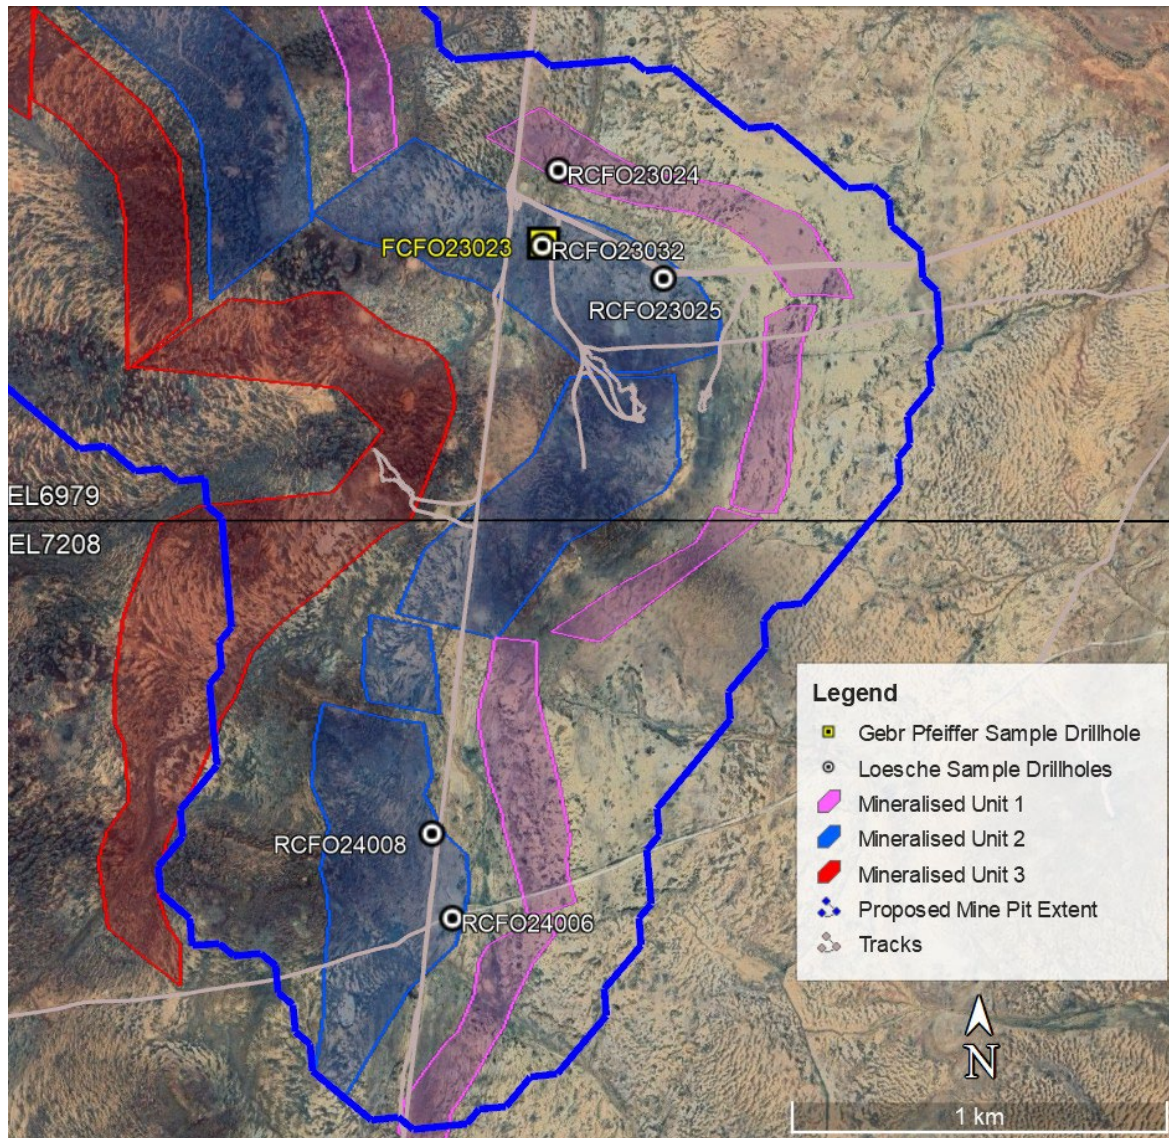 RCFO23024
FCFO23023
RCFO23032
RCFO23025
EL6979
EL7208
Legend
Gebr Pfeiffer Sample Drillhole
Loesche Sample Drillholes
Mineralised Unit 1
Mineralised Unit 2
Mineralised Unit 3
Proposed Mine Pit Extent
Tracks
RCFO24008
RCFO24006
N
1 km